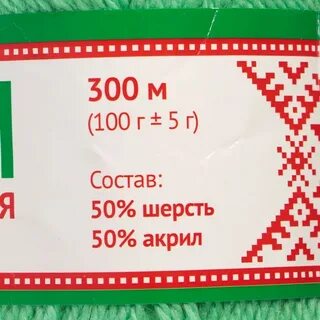 300 м
(100 г ± 5 г)
Состав:
50% шерсть
50% акрил